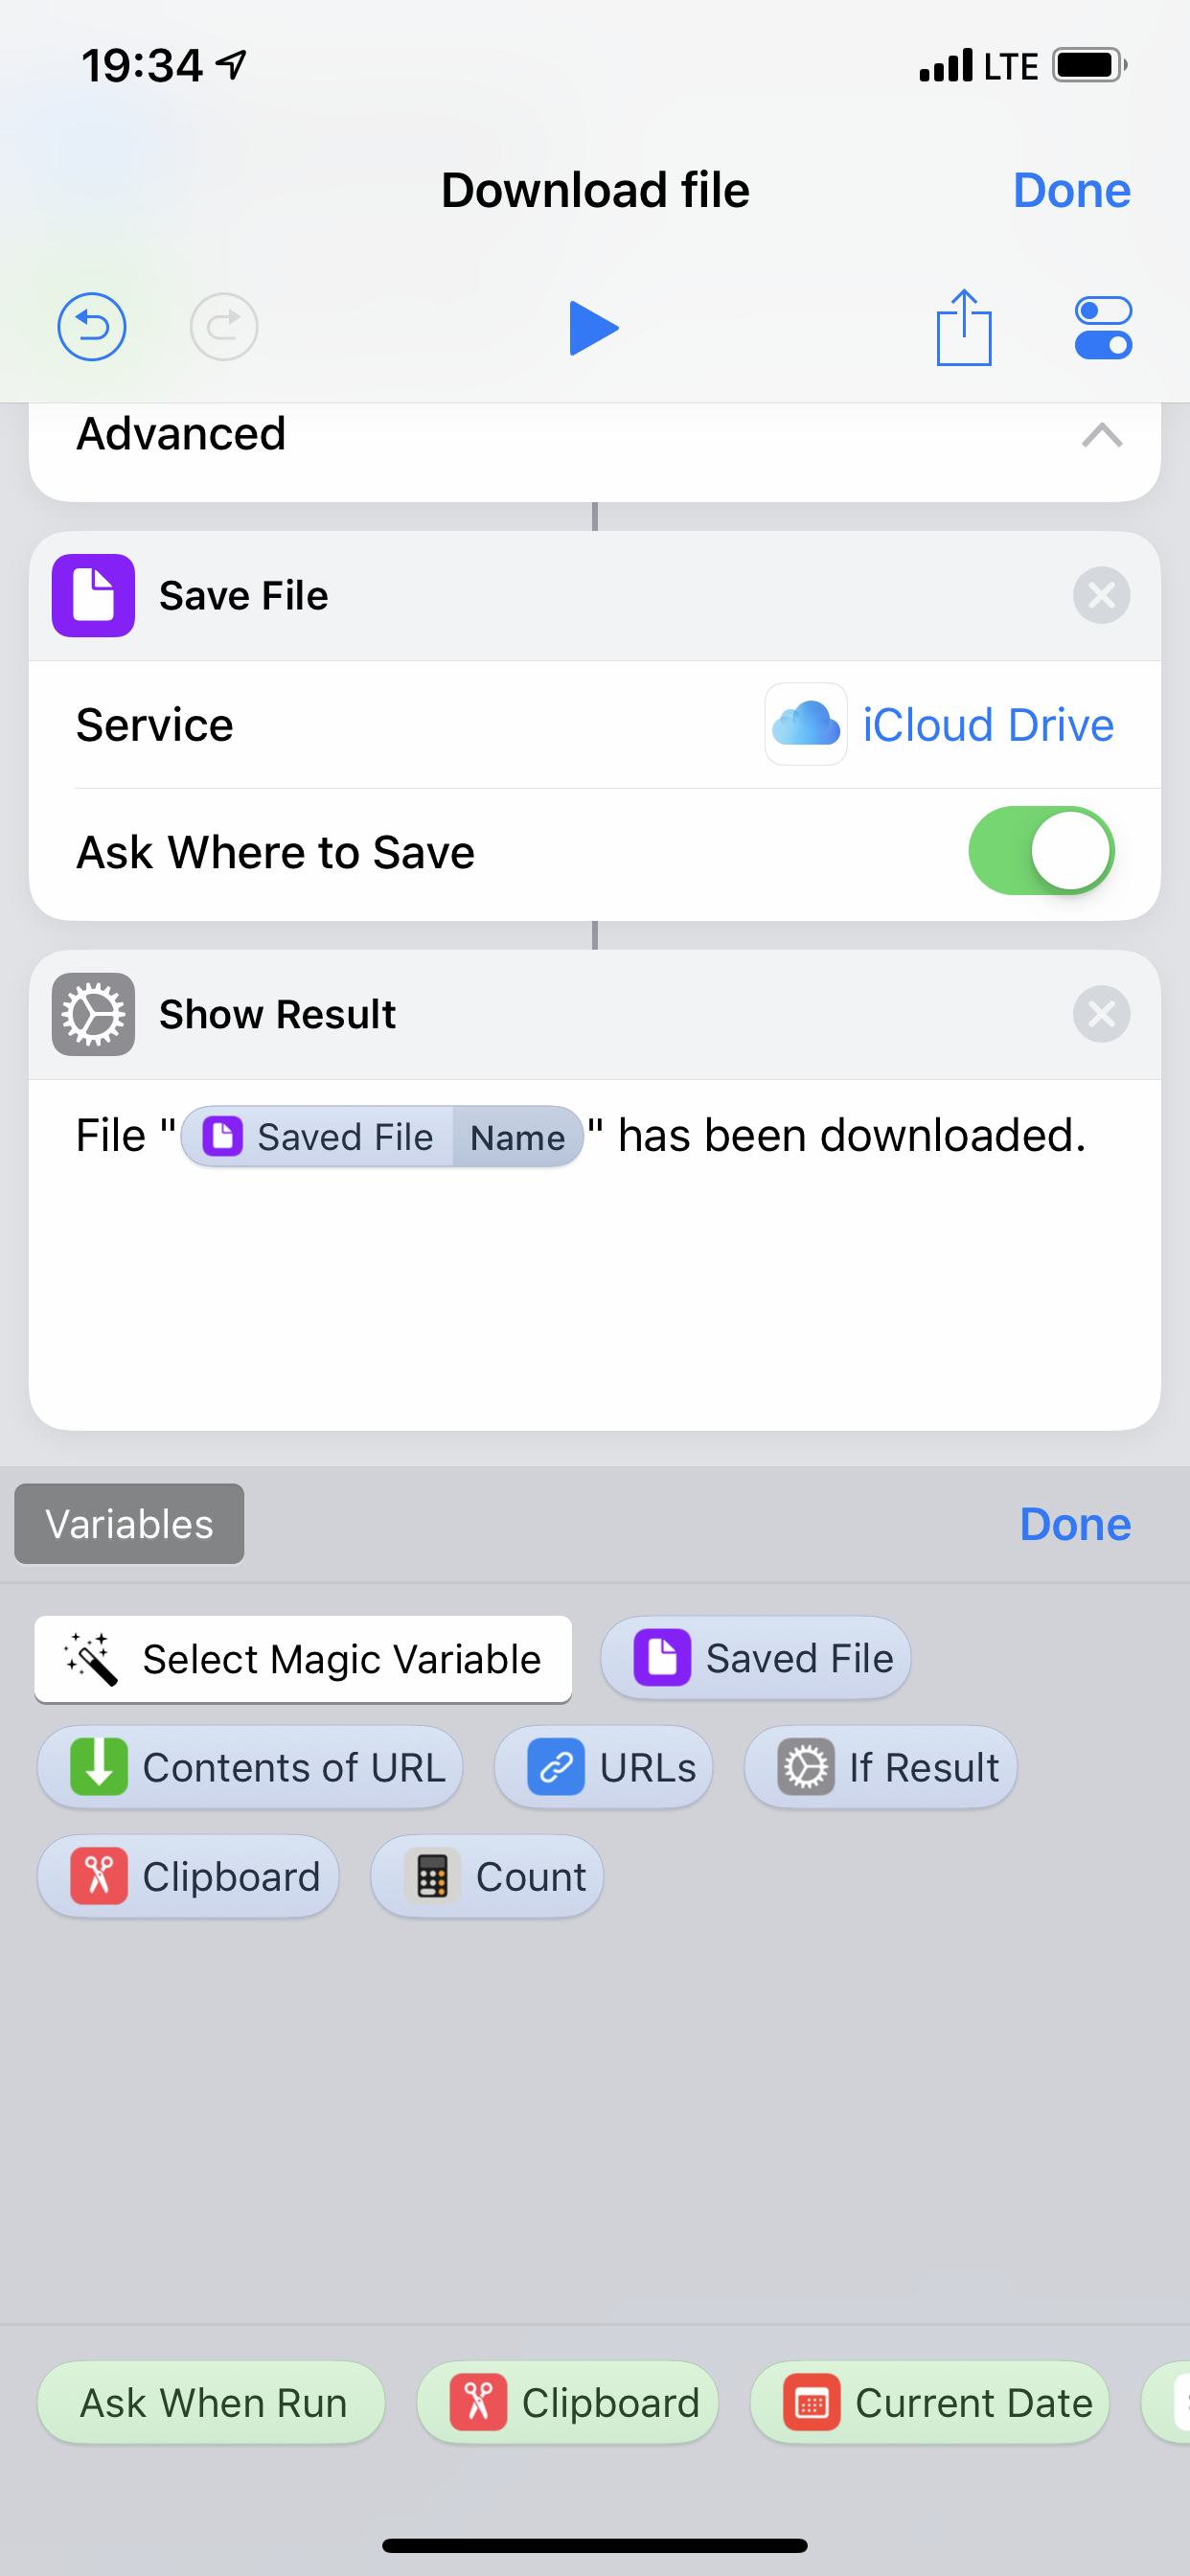 19:34 LTE
Download file Done
Advanced
Save File
Service iCloud Drive
Ask Where to Save
Show Result
File "Saved File Name" has been downloaded.
Variables Done
Select Magic Variable Saved File
Contents of URL URLs If Result
Clipboard Count
Ask When Run Clipboard Current Date